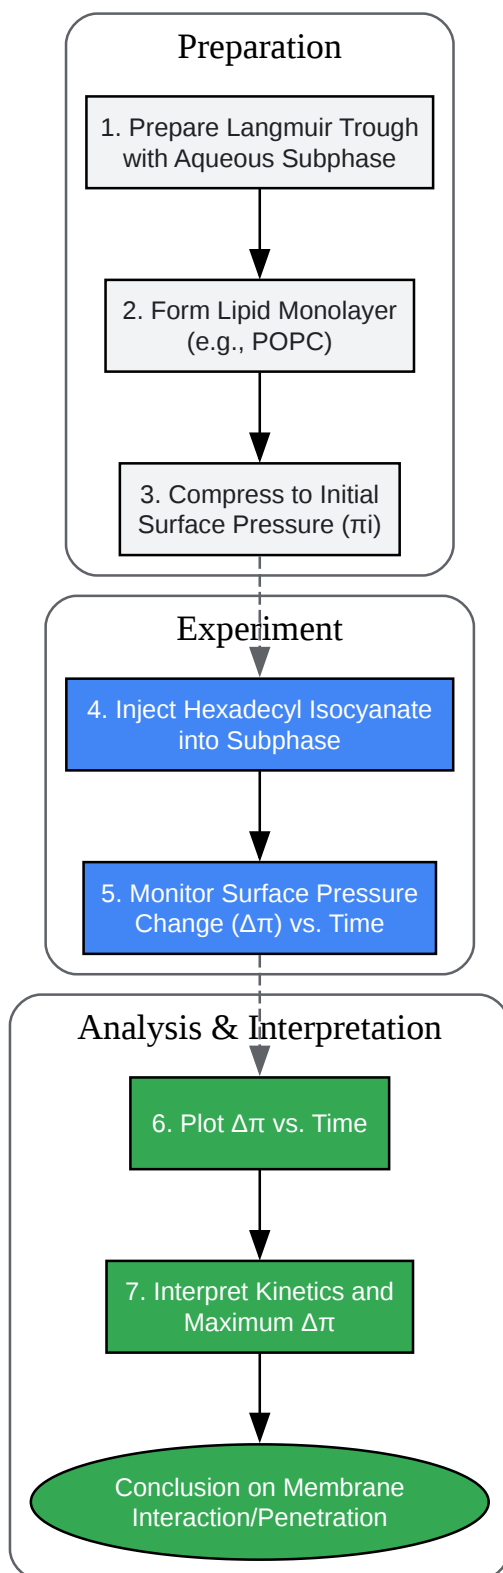 Preparation
1. Prepare Langmuir Trough
with Aqueous Subphase
2. Form Lipid Monolayer
(e.g., POPC)
3. Compress to Initial
Surface Pressure (πi)
Experiment
4. Inject Hexadecyl Isocyanate
into Subphase
5. Monitor Surface Pressure
Change (Δπ) vs. Time
Analysis & Interpretation
6. Plot Δπ vs. Time
7. Interpret Kinetics and
Maximum Δπ
Conclusion on Membrane
Interaction/Penetration